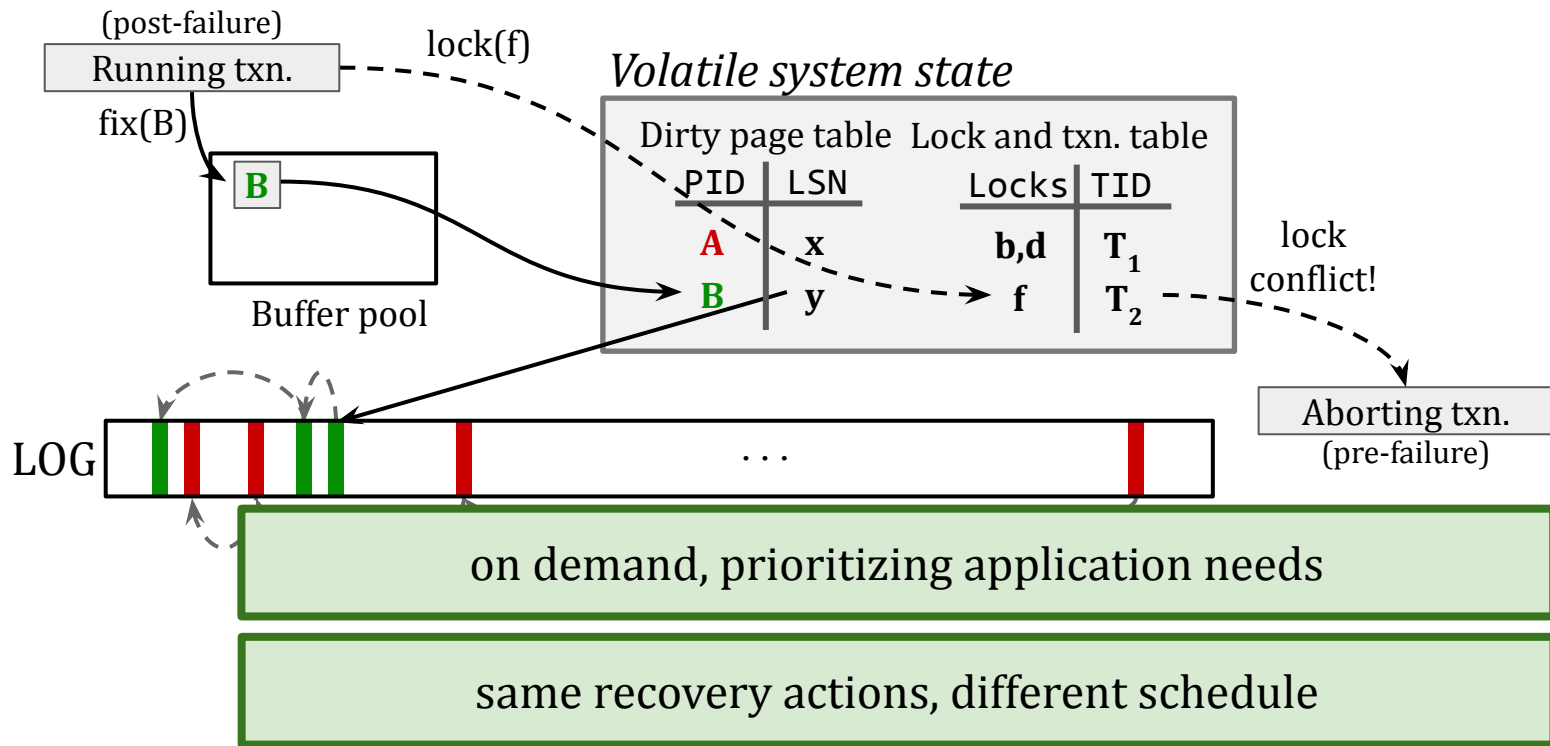 (post-failure)
Running txn.
lock(f)
fix(B)
B
Buffer pool
Volatile system state
Dirty page table
PID LSN
A x
B y
Lock and txn. table
Locks TID
b,d T1
f T2
lock
conflict!
Aborting txn.
(pre-failure)
LOG
...
on demand, prioritizing application needs
same recovery actions, different schedule